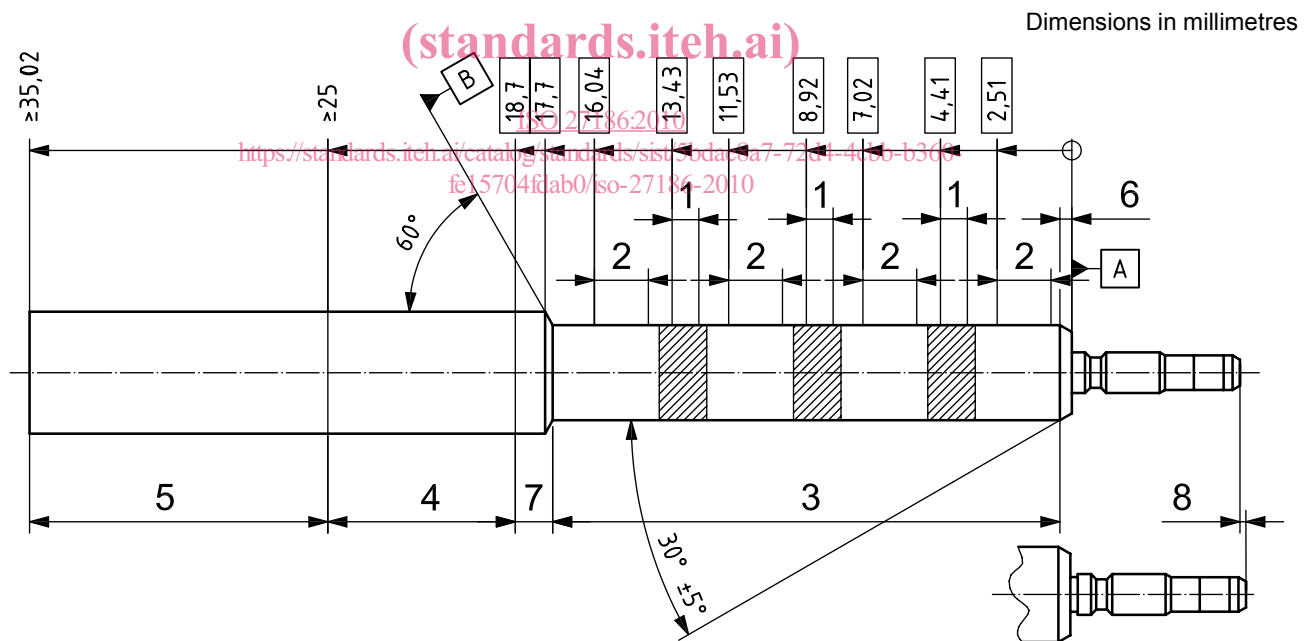 Dimensions in millimetres
(standards.iteh.ai)
≥35,02
≥25
B
18,7
17,7
16,04
13,43
11,53
8,92
7,02
4,41
2,51
ISO 27186:2010
https://standards.iteh.ai/catalog/standards/sist/5bdac8a7-72d4-4cbb-b360-
fe15704fdab0/iso-27186-2010
1 1 1 6
60°
2 2 2 2
A
5 4 7 3 8
30° ±5°